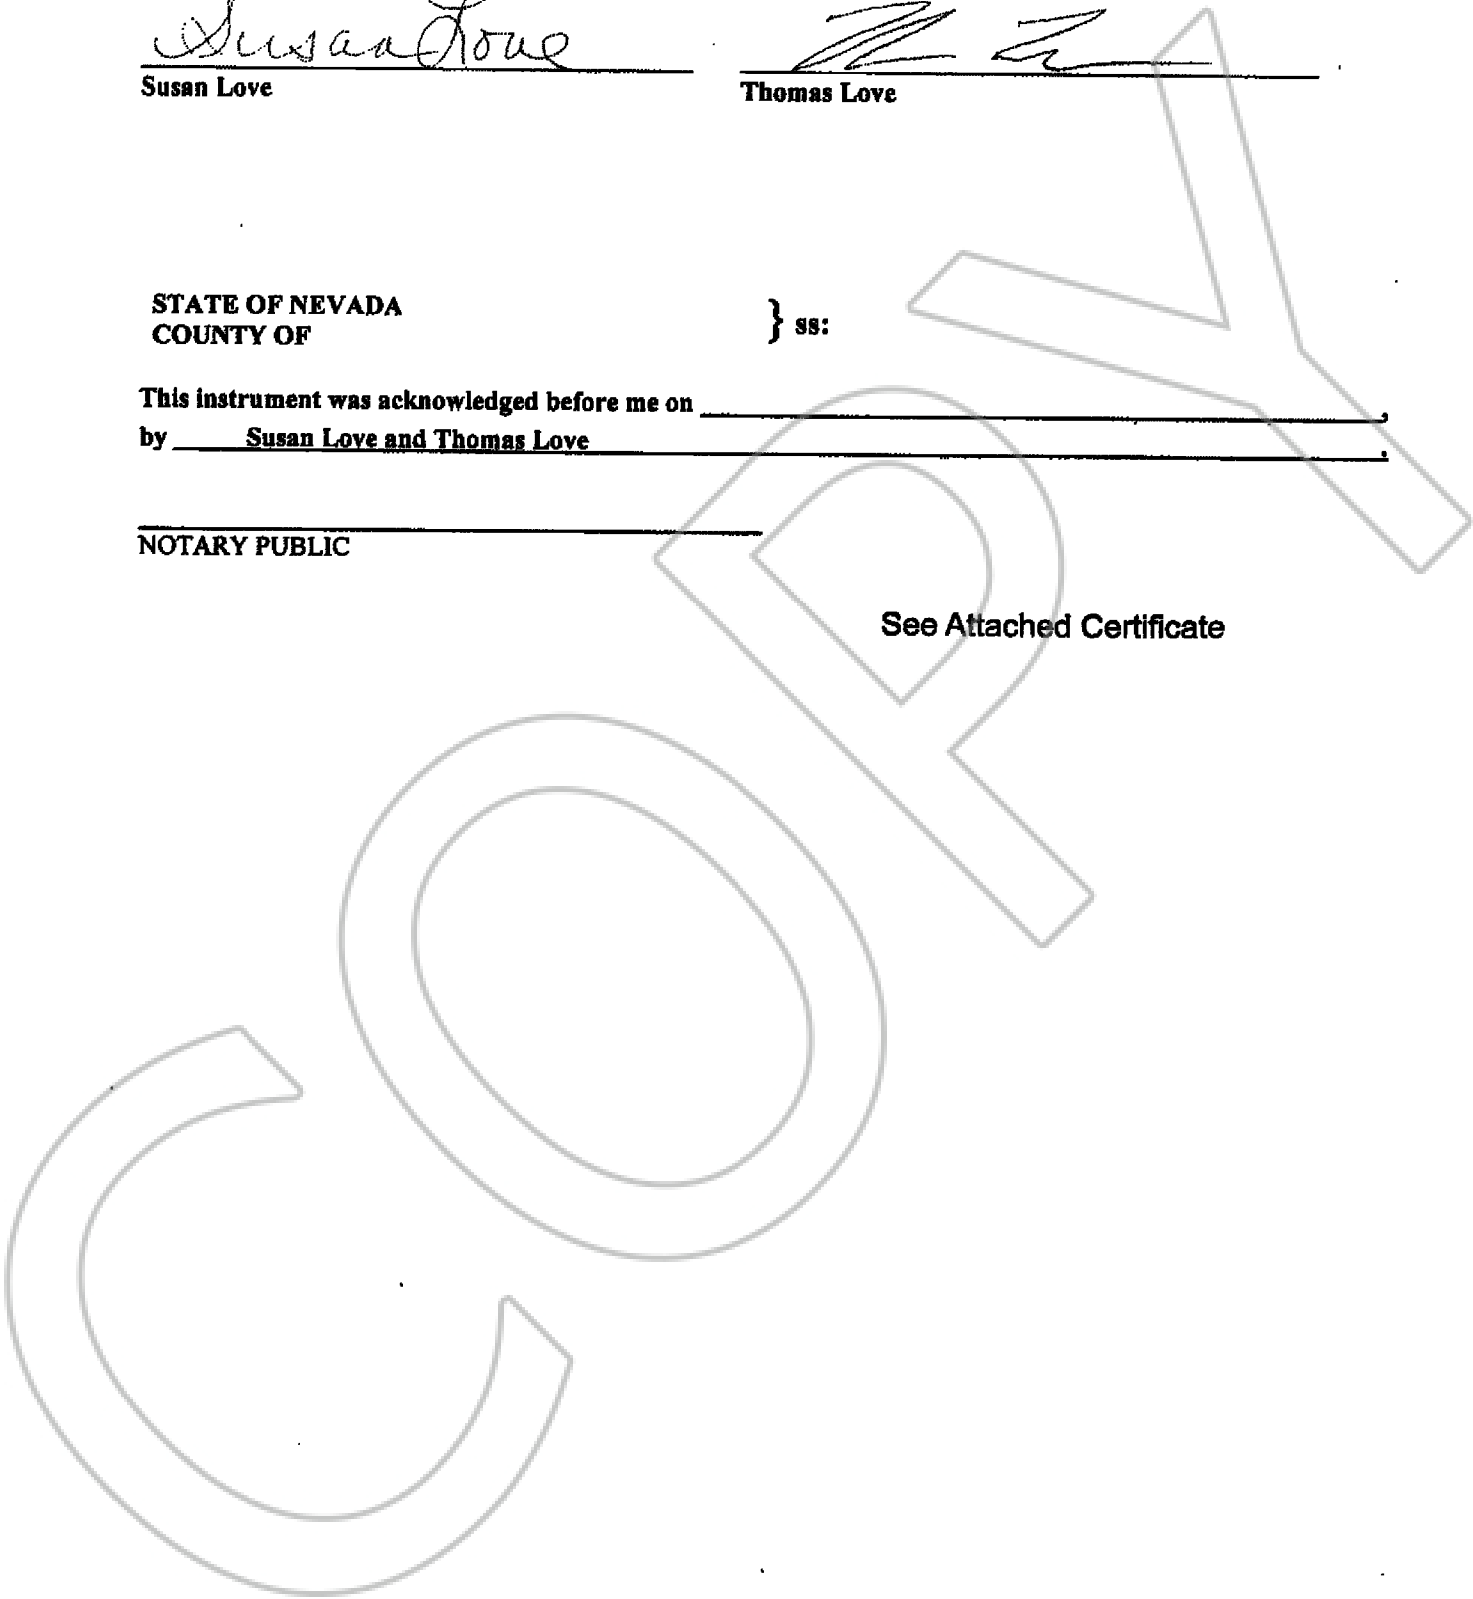 Susan Love
Susan Love Thomas Love
STATE OF NEVADA
COUNTY OF } ss:
This instrument was acknowledged before me on ,
by Susan Love and Thomas Love .
NOTARY PUBLIC
See Attached Certificate
COPY